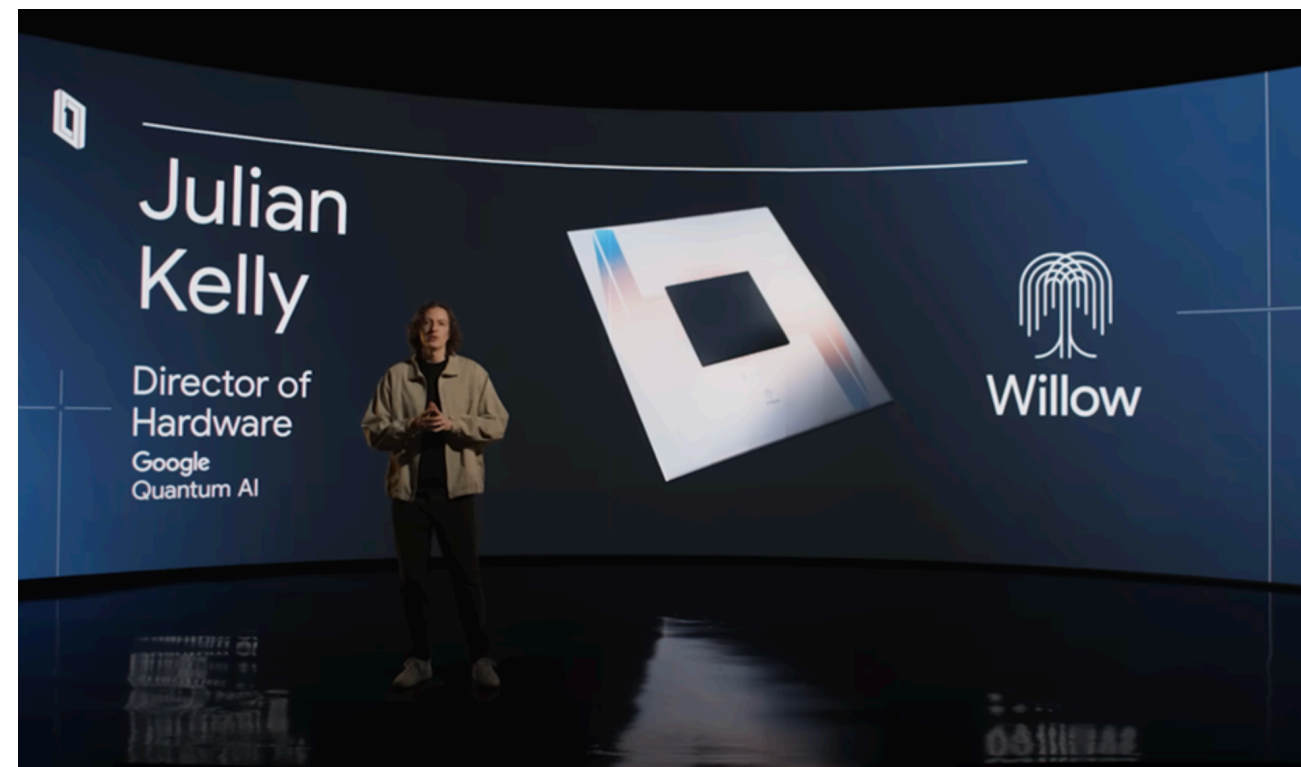 Julian
Kelly
Director of
Hardware
Google
Quantum AI
Willow